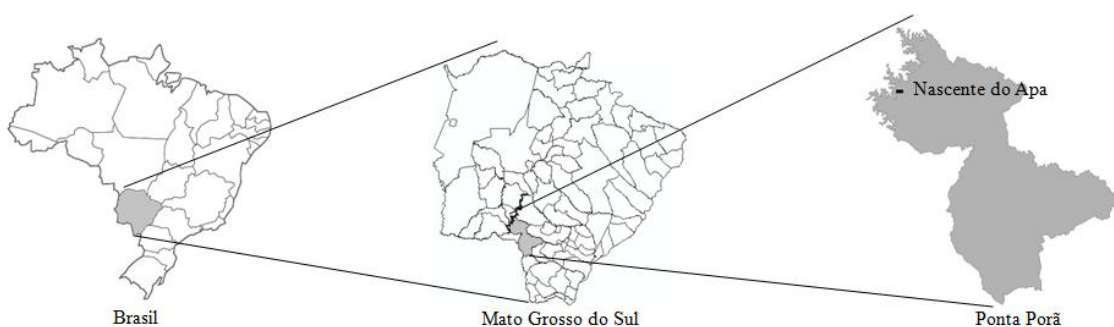 Nascente do Apa
Brasil
Mato Grosso do Sul
Ponta Porã